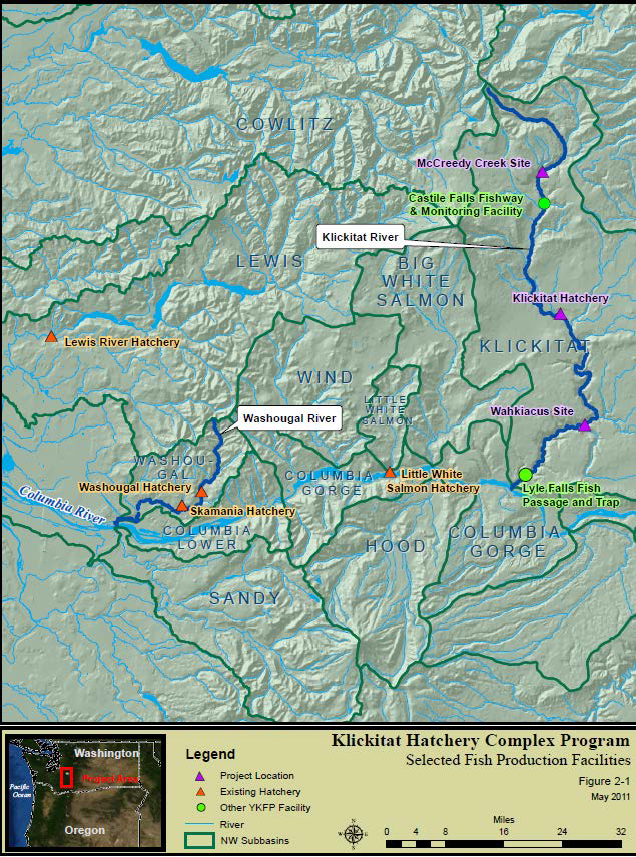 COWLITZ
McCreedy Creek Site
Castile Falls Fishway
& Monitoring Facility
Klickitat River
LEWIS
BIG
WHITE
SALMON
Klickitat Hatchery
Lewis River Hatchery
KLICKITAT
WIND
LITTLE
WHITE
SALMON
Wahkiacus Site
Washougal River
WASHOU-
GAL
COLUMBIA
GORGE
Little White
Salmon Hatchery
Washougal Hatchery
Columbia River
Skamania Hatchery
Lyle Falls Fish
Passage and Trap
COLUMBIA
LOWER
HOOD
COLUMBIA
GORGE
SANDY
Washington
Project Area
Pacific
Ocean
Oregon
Legend
Project Location
Existing Hatchery
Other YKFP Facility
River
NW Subbasins
Klickitat Hatchery Complex Program
Selected Fish Production Facilities
Figure 2-1
May 2011
N
W E
S
Miles
0 4 8 16 24 32